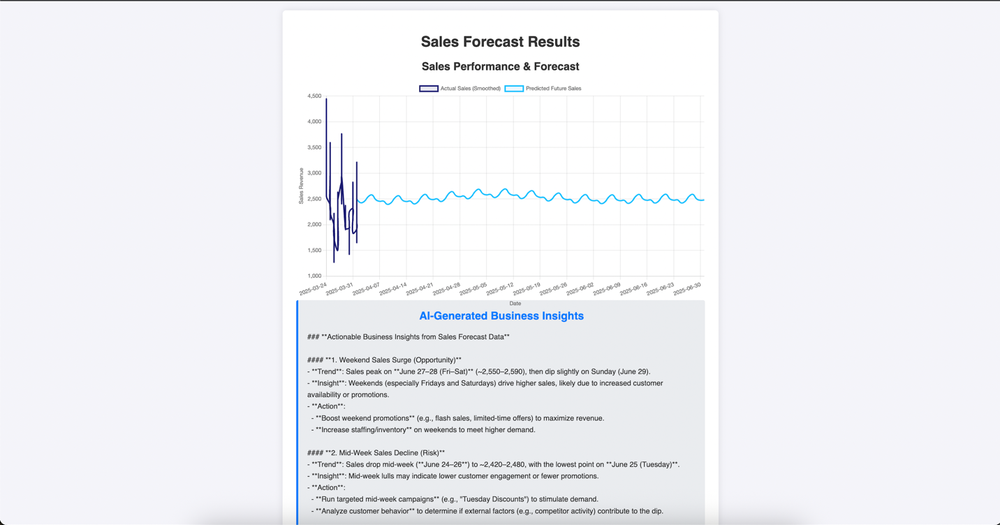 Sales Forecast Results
Sales Performance & Forecast
Actual Sales (Smoothed) Predicted Future Sales
4,500
4,000
3,500
3,000
2,500
2,000
1,500
1,000
Sales Revenue
2025-03-24 2025-03-31 2025-04-07 2025-04-14 2025-04-21 2025-04-28 2025-05-05 2025-05-12 2025-05-19 2025-05-26 2025-06-02 2025-06-09 2025-06-16 2025-06-23 2025-06-30
Date
AI-Generated Business Insights
### **Actionable Business Insights from Sales Forecast Data**
#### **1. Weekend Sales Surge (Opportunity)**
- **Trend**: Sales peak on **June 27–28 (Fri–Sat)** (~2,550–2,590), then dip slightly on Sunday (June 29).
- **Insight**: Weekends (especially Fridays and Saturdays) drive higher sales, likely due to increased customer
availability or promotions.
- **Action**:
- **Boost weekend promotions** (e.g., flash sales, limited-time offers) to maximize revenue.
- **Increase staffing/inventory** on weekends to meet higher demand.
#### **2. Mid-Week Sales Decline (Risk)**
- **Trend**: Sales drop mid-week (**June 24–26**) to ~2,420–2,480, with the lowest point on **June 25 (Tuesday)**.
- **Insight**: Mid-week lulls may indicate lower customer engagement or fewer promotions.
- **Action**:
- **Run targeted mid-week campaigns** (e.g., "Tuesday Discounts") to stimulate demand.
- **Analyze customer behavior** to determine if external factors (e.g., competitor activity) contribute to the dip.